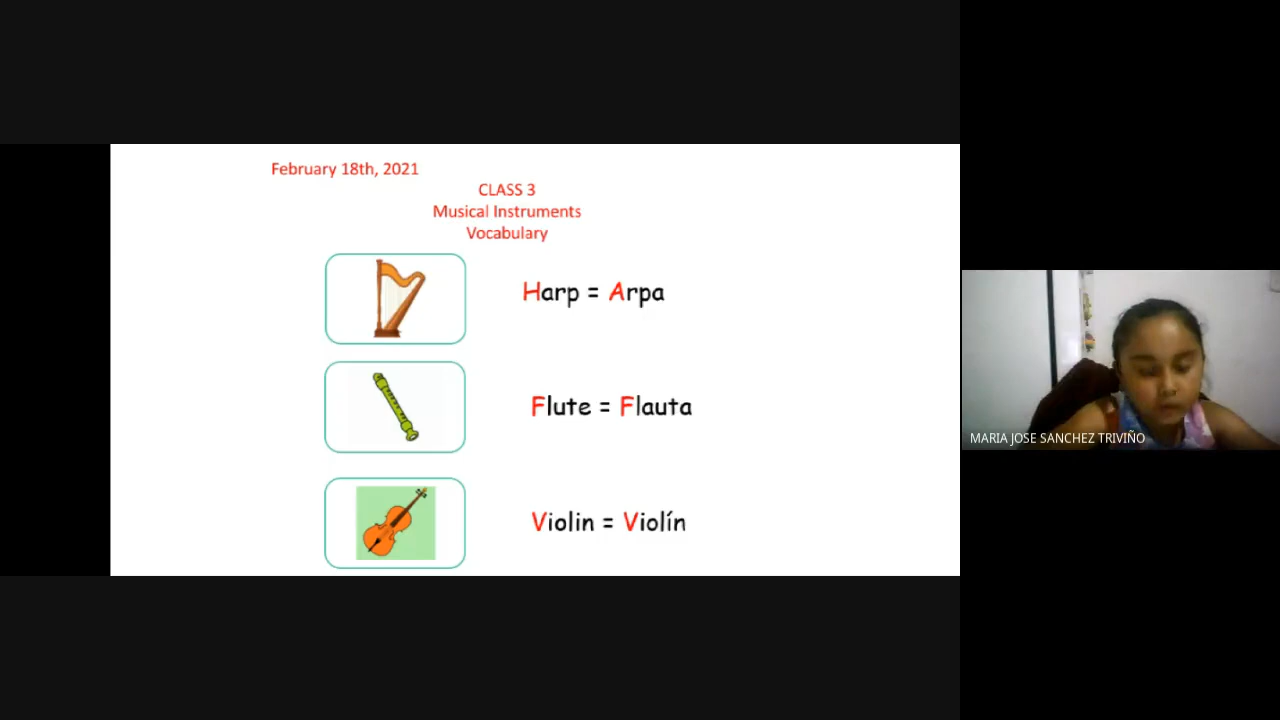 February 18th, 2021
CLASS 3
Musical Instruments
Vocabulary
Harp = Arpa
Flute = Flauta
MARIA JOSE SANCHEZ TRIVIÑO
Violin = Violín